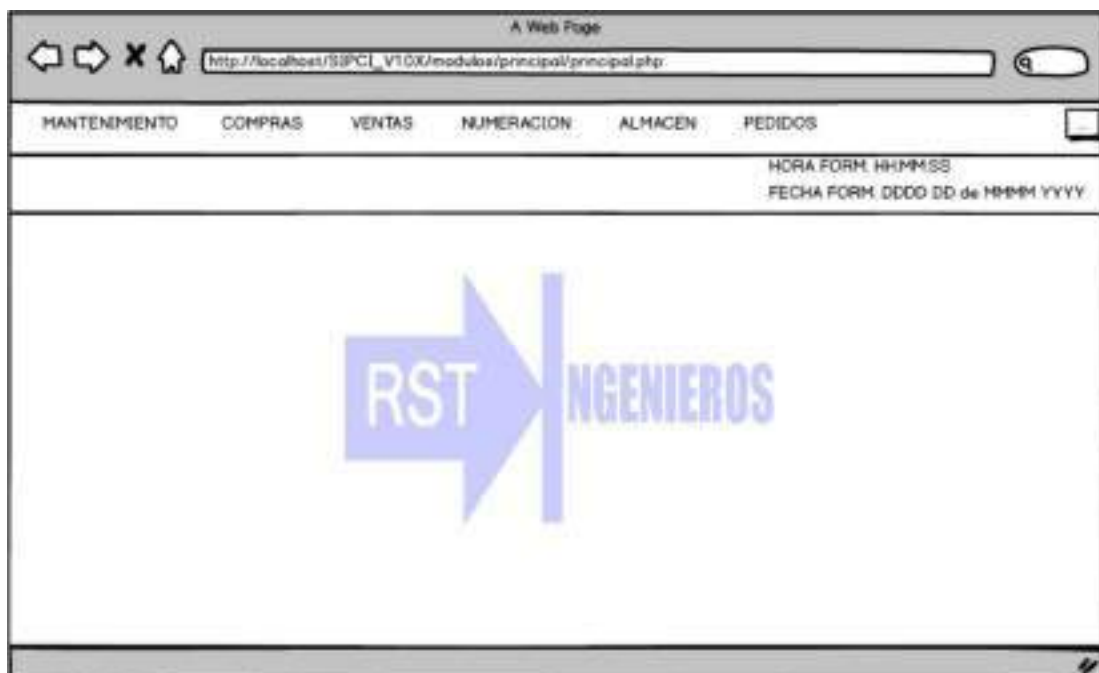 A Web Page
http://localhost/SIPCI_V10X/modulos/principal/principal.php
MANTENIMIENTO COMPRAS VENTAS NUMERACION ALMACEN PEDIDOS
HORA FORM. HH:MM:SS
FECHA FORM. DDDD DD de MMMM YYYY
RST INGENIEROS